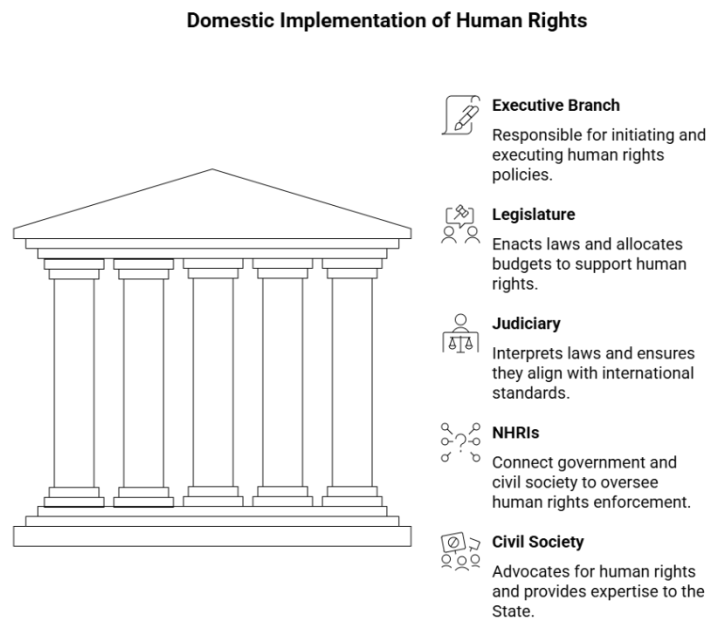 Domestic Implementation of Human Rights
Executive Branch
Responsible for initiating and
executing human rights
policies.
Legislature
Enacts laws and allocates
budgets to support human
rights.
Judiciary
Interprets laws and ensures
they align with international
standards.
NHRIs
Connect government and
civil society to oversee
human rights enforcement.
Civil Society
Advocates for human rights
and provides expertise to the
State.